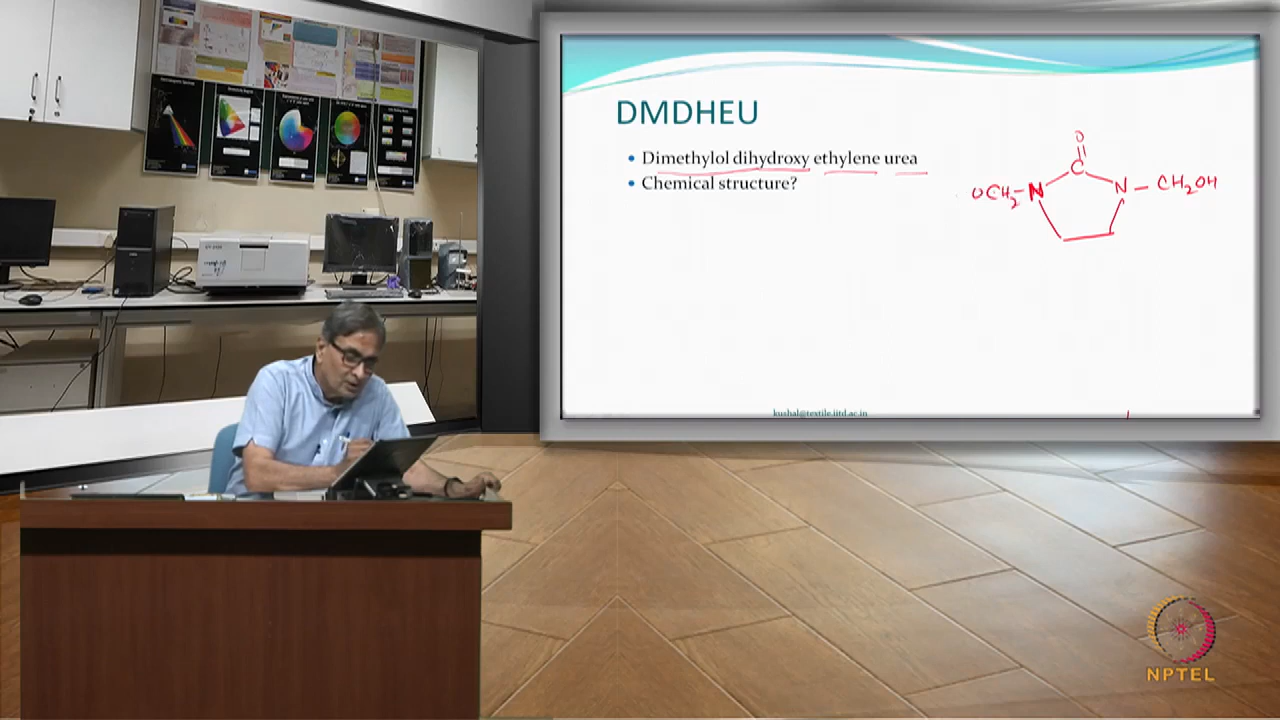 DMDHEU
• Dimethylol dihydroxy ethylene urea
• Chemical structure?
O
C
OCH2-N
N-CH2OH
kushal@textile.iitd.ac.in
NPTEL